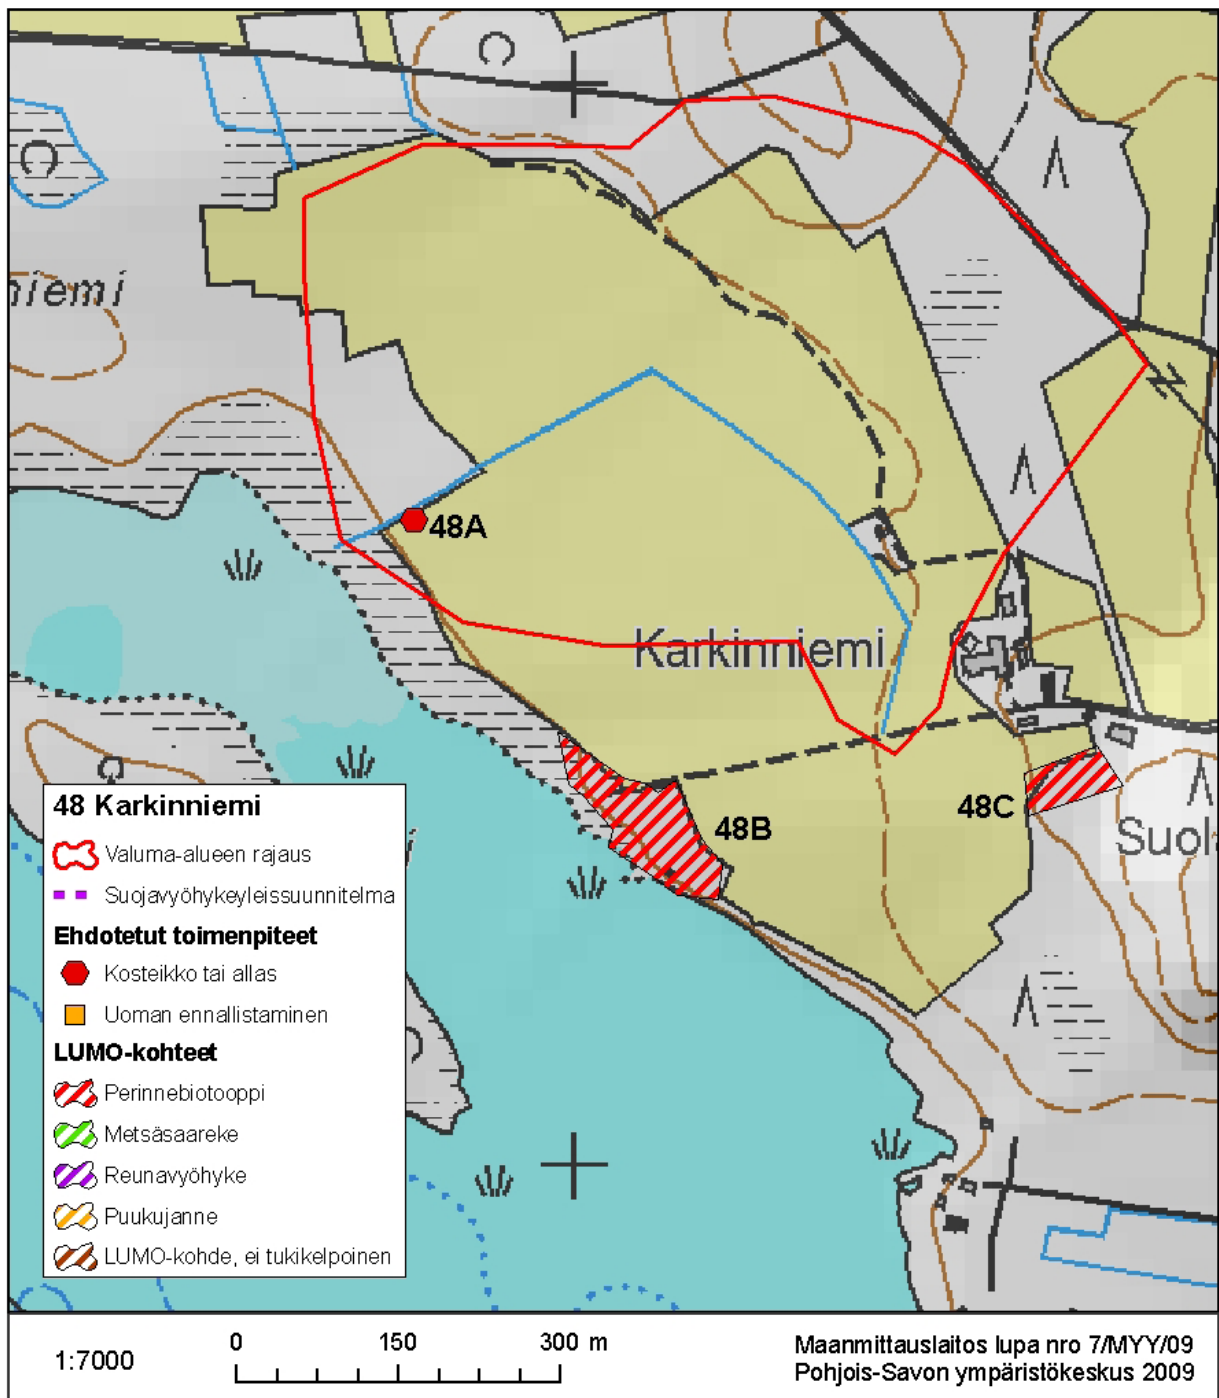 niemi
48A
Karkinniemi
48B
48C
Suol
48 Karkinniemi
Valuma-alueen rajaus
Suojavyöhykeyleissuunnitelma
Ehdotetut toimenpiteet
Kosteikko tai allas
Uoman ennallistaminen
LUMO-kohteet
Perinnebiotooppi
Metsäsaareke
Reunavyöhyke
Puukujanne
LUMO-kohde, ei tukikelpoinen
1:7000
0 150 300 m
Maanmittauslaitos lupa nro 7/MYY/09
Pohjois-Savon ympäristökeskus 2009